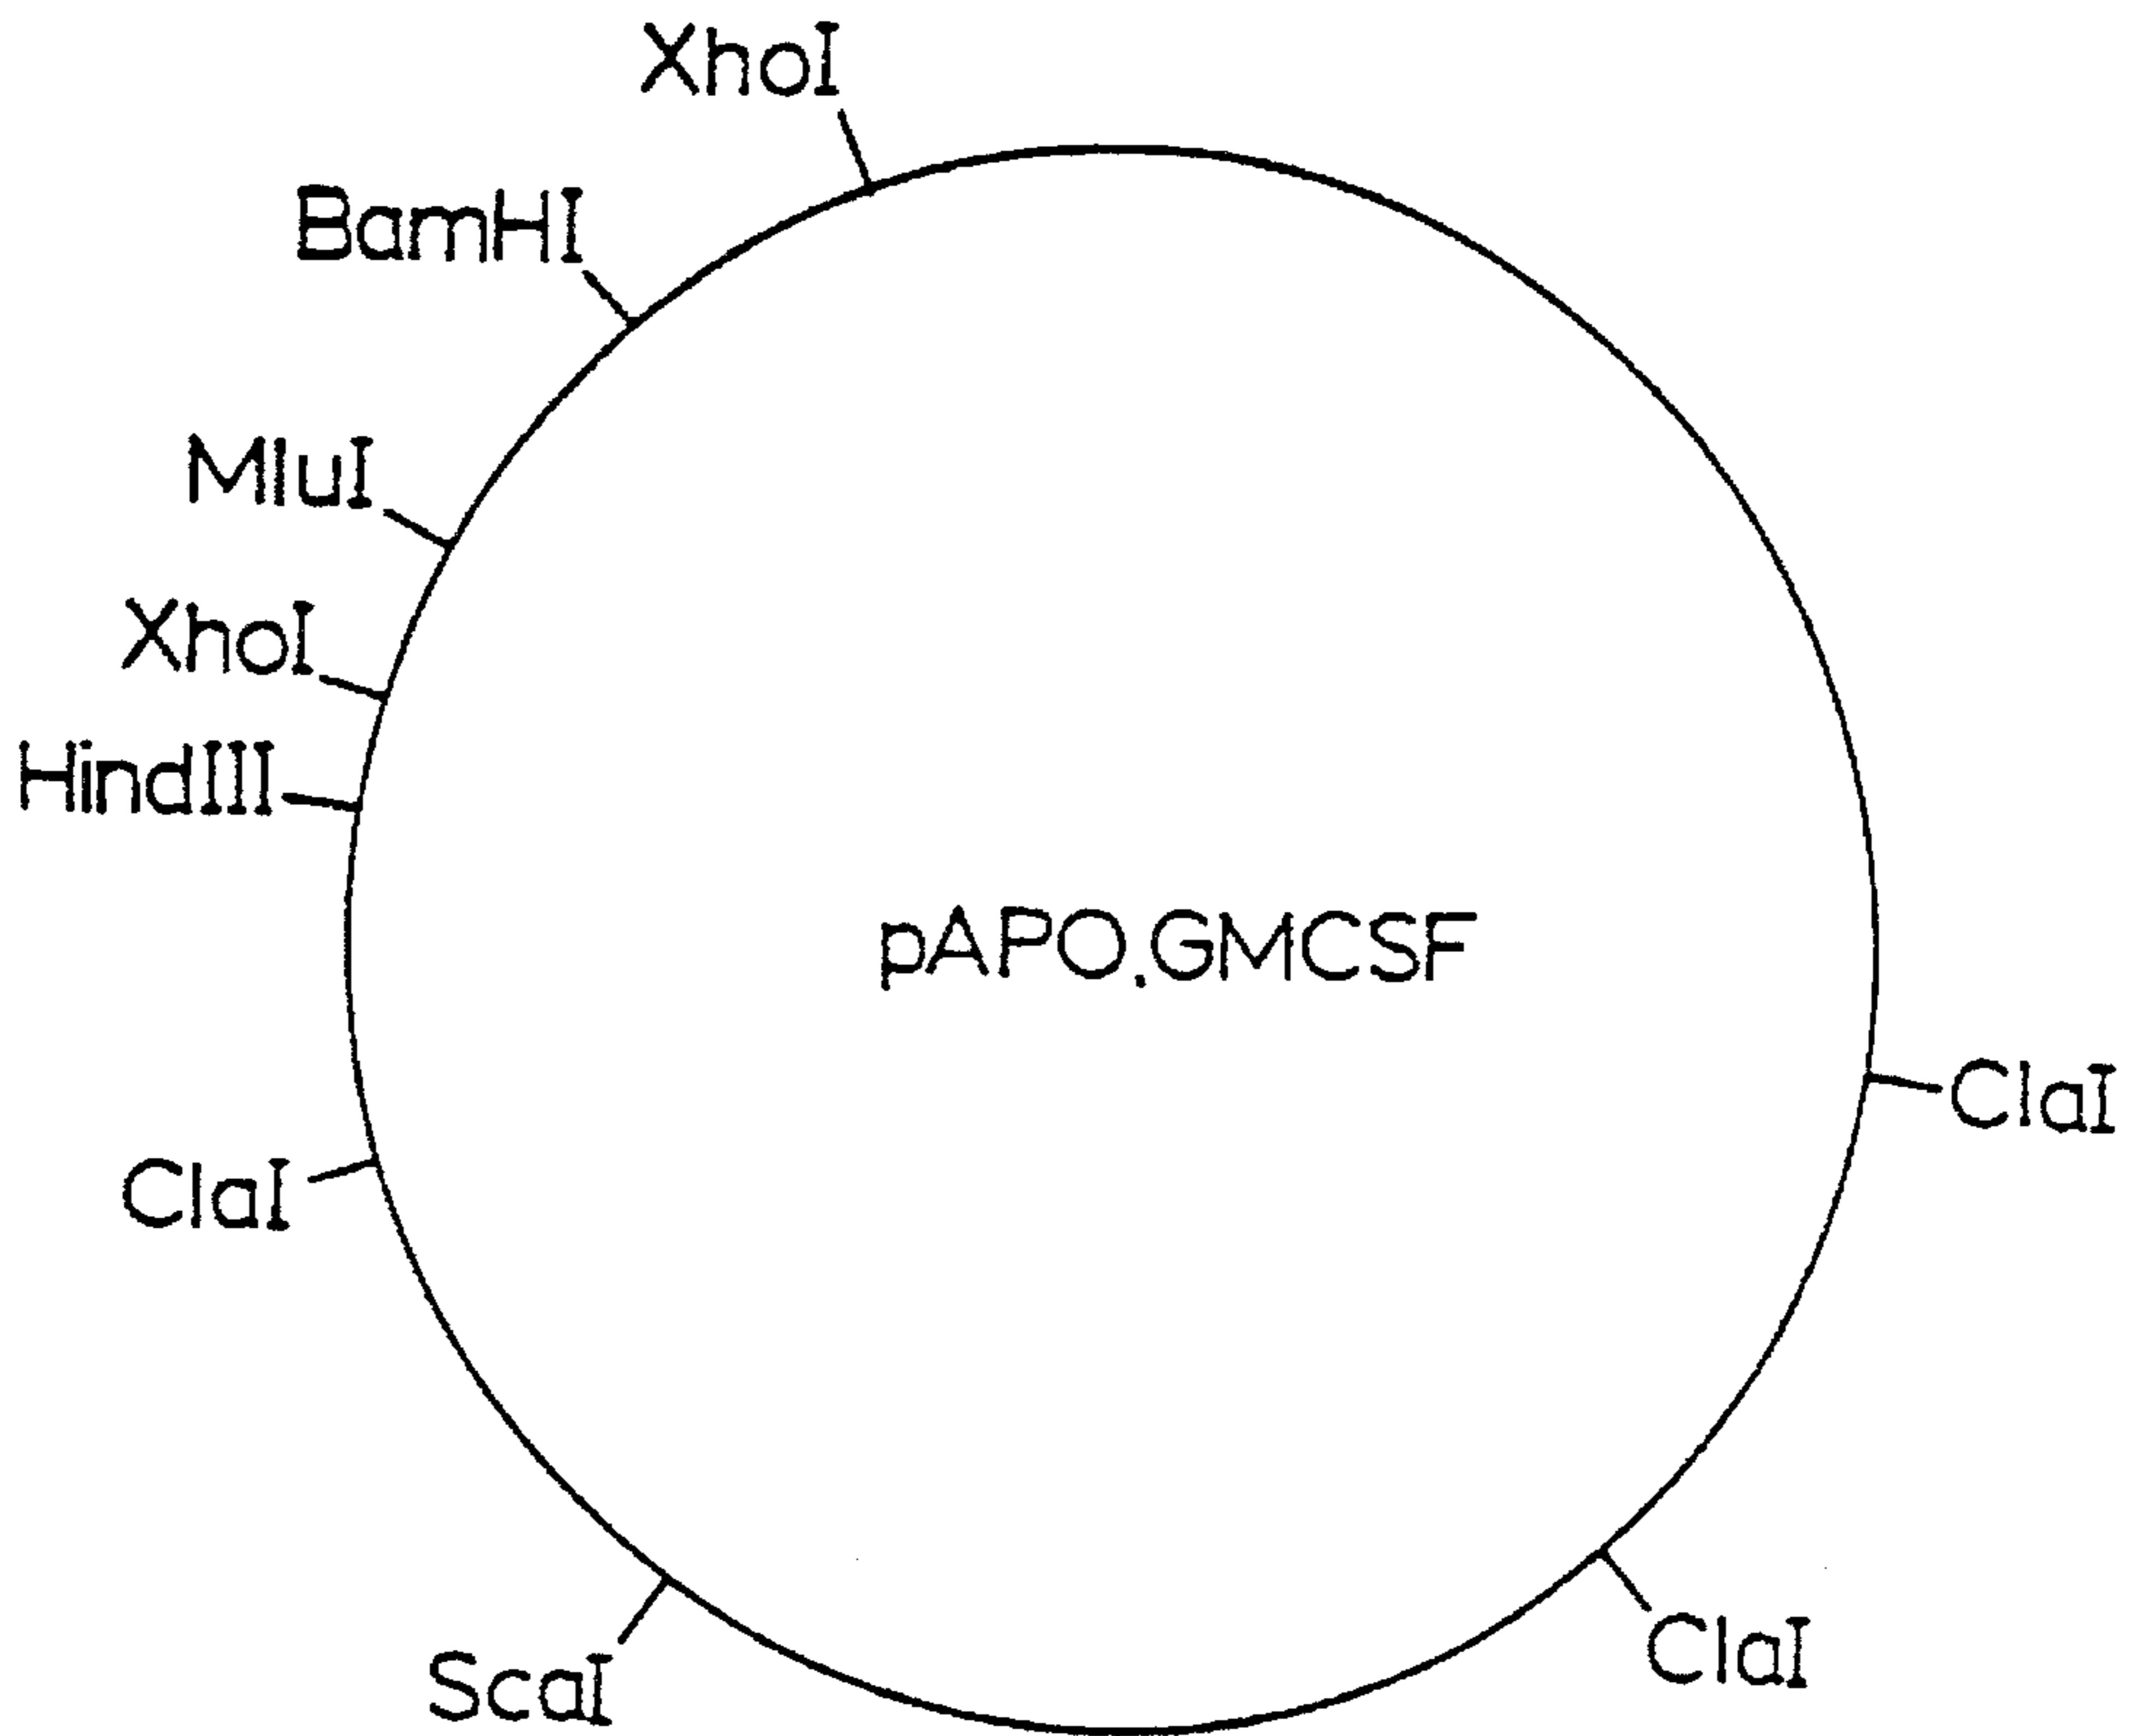 XhoI
BamHI
MluI
XhoI
HindIII
pAPO.GMCSF
ClaI
ClaI
ClaI
ScaI